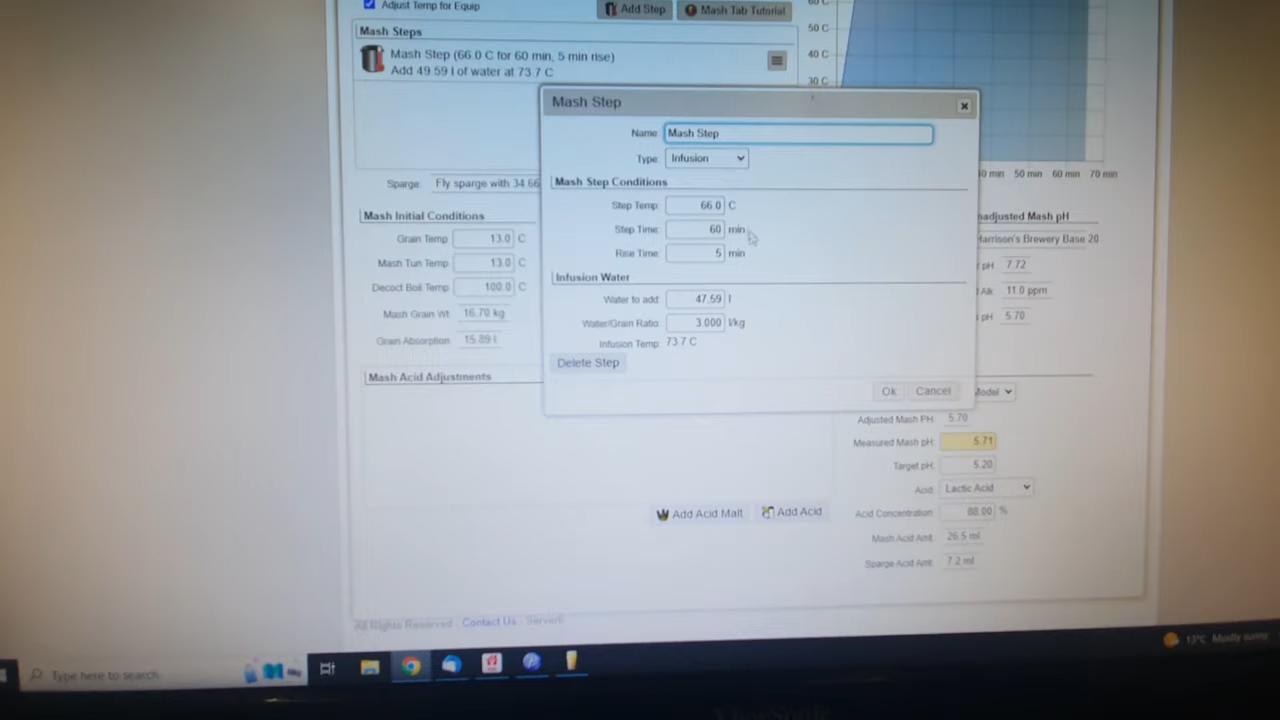 Adjust Temp for Equip
Add Step
Mash Tab Tutorial
Mash Steps
Mash Step (66.0 C for 60 min, 5 min rise)
Add 49.59 l of water at 73.7 C
50 C
40 C
30 C
Mash Step
Name: Mash Step
Type: Infusion
Mash Step Conditions
Step Temp: 66.0 C
Step Time: 60 min
Rise Time: 5 min
Infusion Water
Water to add: 47.59 l
Water/Grain Ratio: 3.000 l/kg
Infusion Temp: 73.7 C
Delete Step
Ok
Cancel
Sparge: Fly sparge with 34.66
Mash Initial Conditions
Grain Temp 13.0 C
Mash Tun Temp 13.0 C
Decoct Boil Temp 100.0 C
Mash Grain Wt 16.70 kg
Grain Absorption 15.89 l
0 min 50 min 60 min 70 min
nadjusted Mash pH
Harrison's Brewery Base 20
pH 7.72
Alk 11.0 ppm
pH 5.70
Mash Acid Adjustments
Model
Adjusted Mash PH: 5.70
Measured Mash pH: 5.71
Target pH: 5.20
Acid: Lactic Acid
Acid Concentration: 88.00 %
Mash Acid Amt: 26.5 ml
Sparge Acid Amt: 7.2 ml
Add Acid Malt
Add Acid
All Rights Reserved - Contact Us -
Type here to search
13°C Mostly sunny